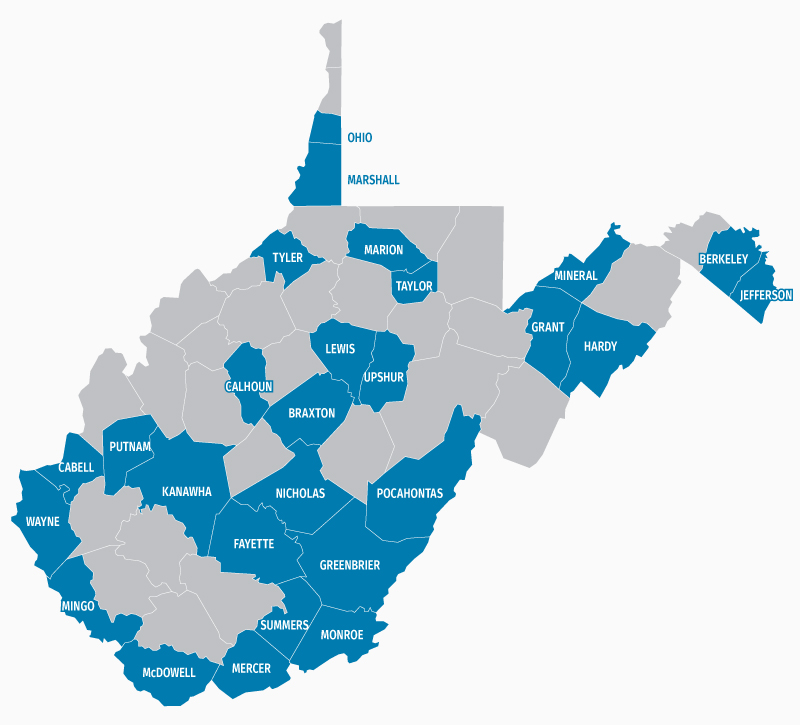 OHIO
MARSHALL
TYLER
MARION
TAYLOR
MINERAL
BERKELEY
JEFFERSON
GRANT
HARDY
LEWIS
UPSHUR
CALHOUN
BRAXTON
PUTNAM
CABELL
KANAWHA
NICHOLAS
POCAHONTAS
WAYNE
FAYETTE
GREENBRIER
MINGO
SUMMERS
MONROE
McDOWELL
MERCER